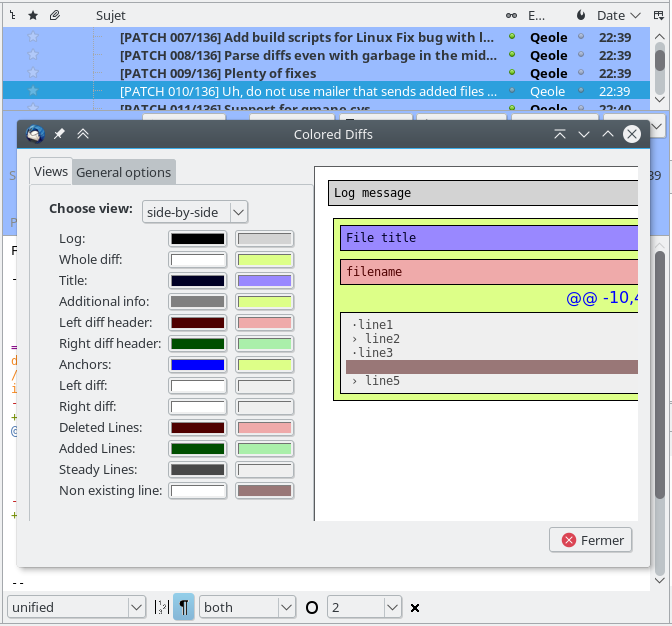 Sujet E... Date
[PATCH 007/136] Add build scripts for Linux Fix bug with l... Qeole 22:39
[PATCH 008/136] Parse diffs even with garbage in the mid... Qeole 22:39
[PATCH 009/136] Plenty of fixes Qeole 22:39
[PATCH 010/136] Uh, do not use mailer that sends added files ... Qeole 22:39
[PATCH 011/136] Support for gmane cvs Qeole 22:40
Colored Diffs
Views General options
Choose view: side-by-side
Log:
Whole diff:
Title:
Additional info:
Left diff header:
Right diff header:
Anchors:
Left diff:
Right diff:
Deleted Lines:
Added Lines:
Steady Lines:
Non existing line:
Log message
File title
filename
@@ -10,4
·line1
› line2
·line3
› line5
Fermer
--
unified ¶ both 2